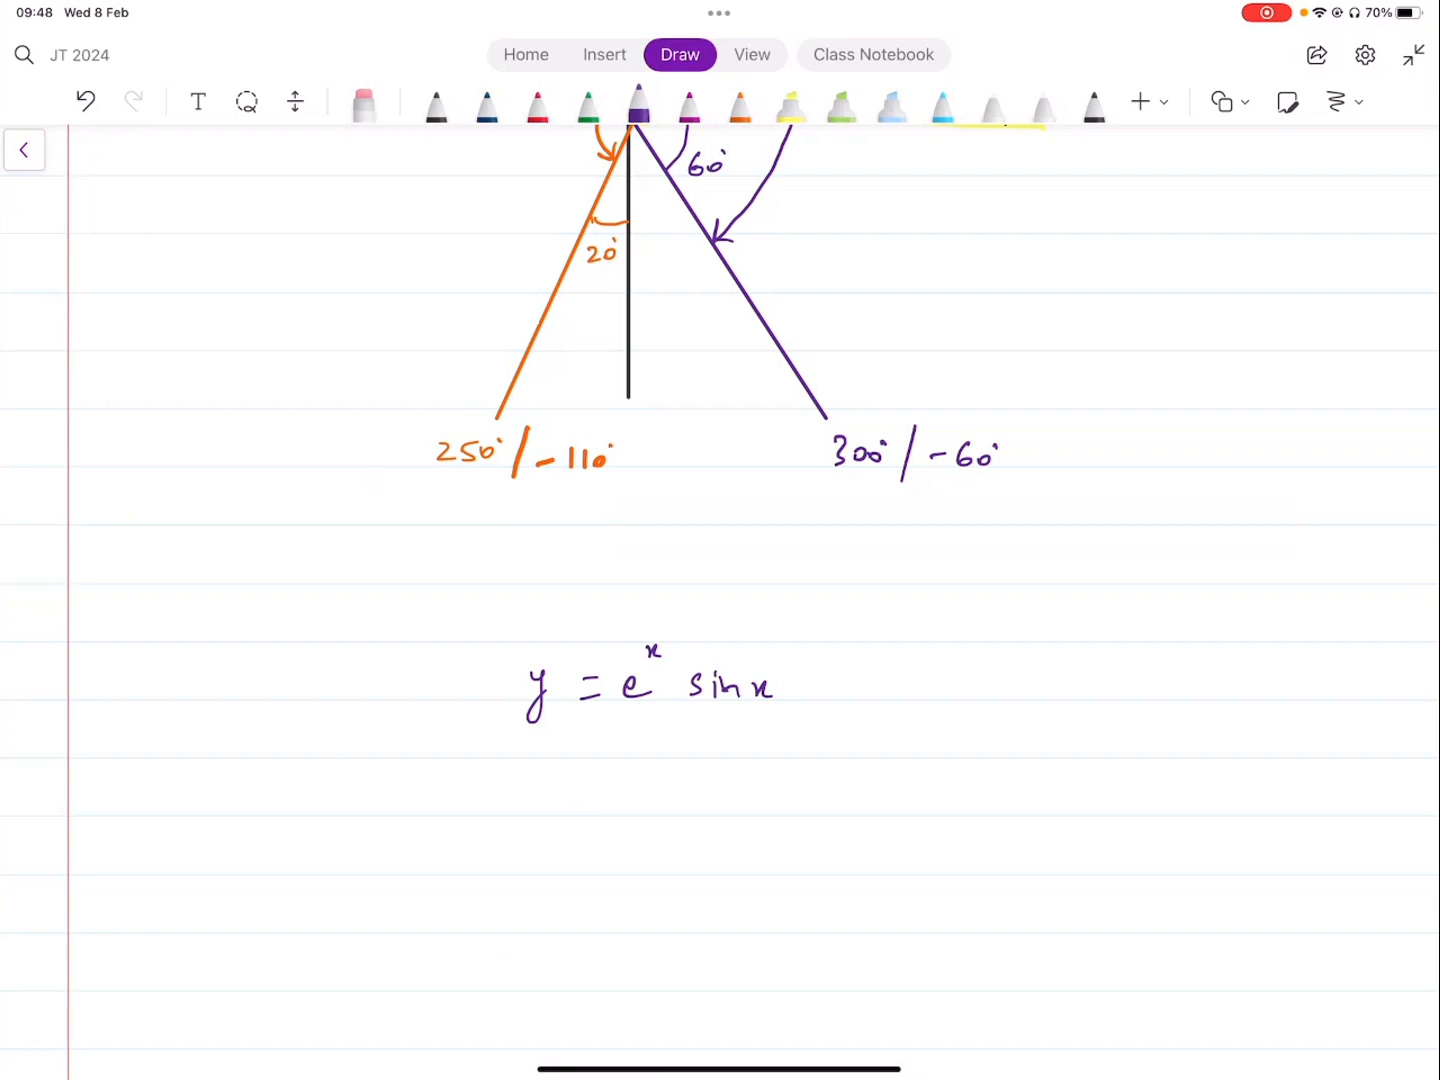 09:48 Wed 8 Feb
70%
JT 2024
Home Insert Draw View Class Notebook
T
60°
20°
250° / -110°
300° / -60°
y = e^x sin x